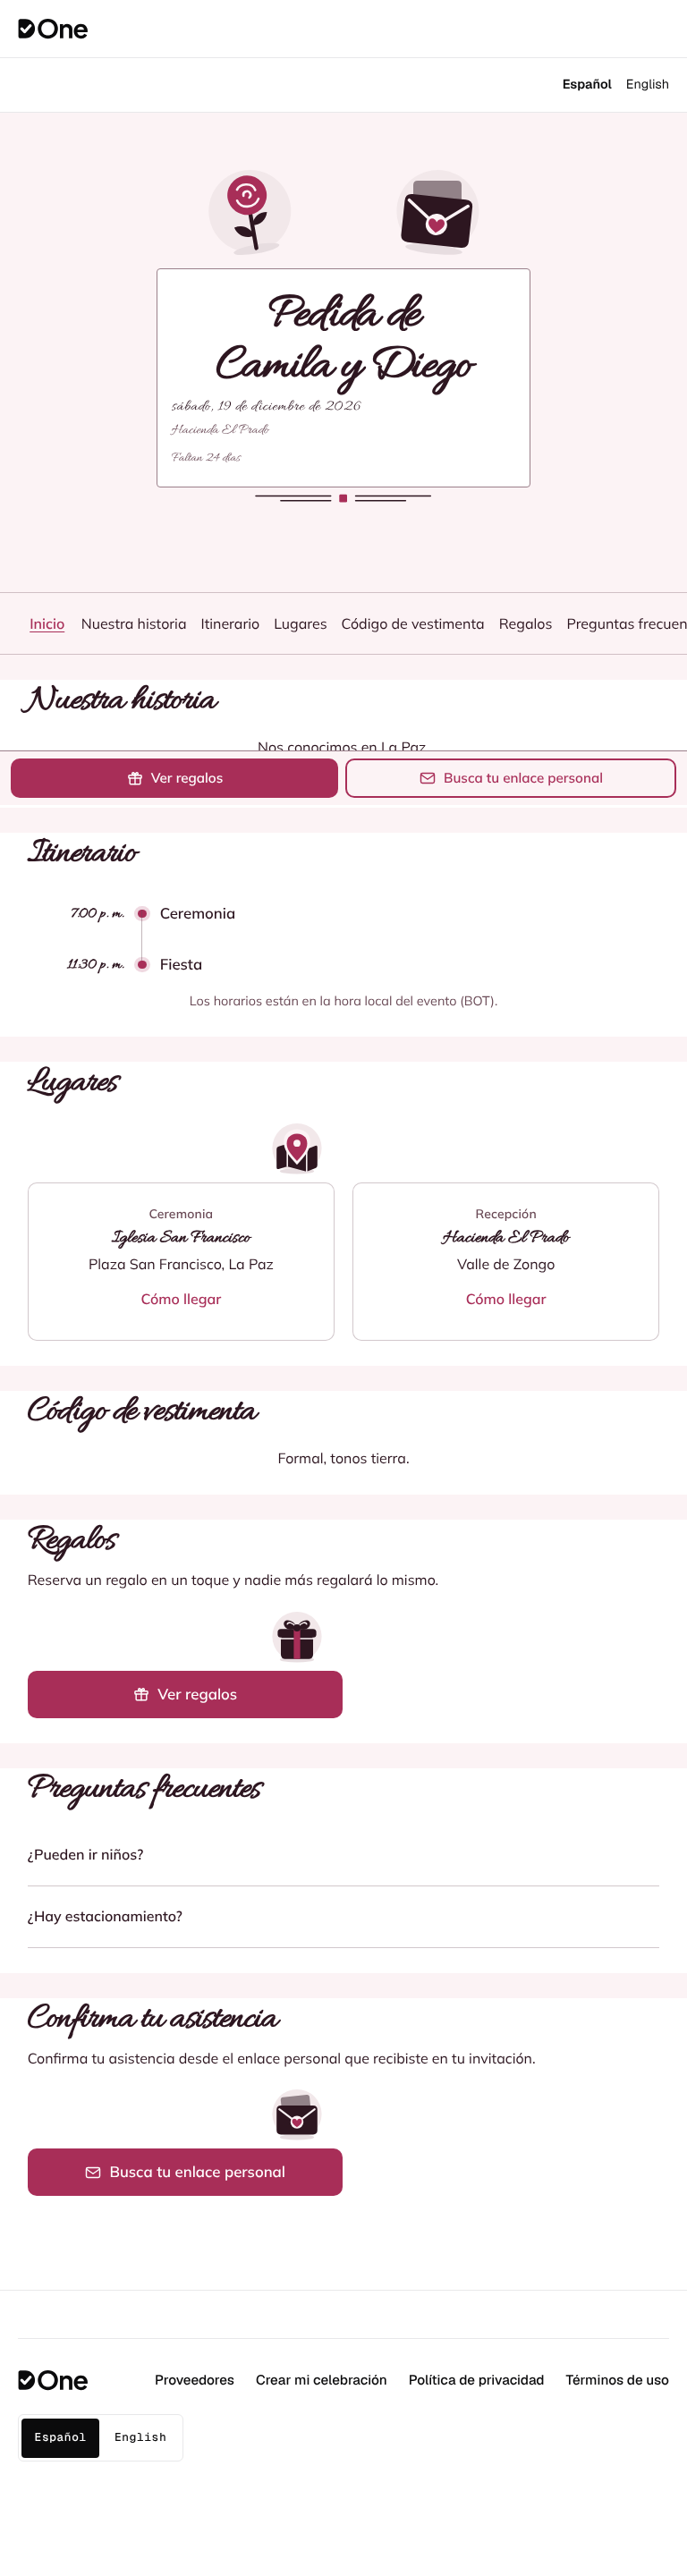 One
Español English
Pedida de
Camila y Diego
sábado, 19 de diciembre de 2026
Hacienda El Prado
Faltan 24 días
Inicio Nuestra historia Itinerario Lugares Código de vestimenta Regalos Preguntas frecuen
Nuestra historia
Nos conocimos en La Paz
Ver regalos Busca tu enlace personal
Itinerario
7:00 p. m. Ceremonia
11:30 p. m. Fiesta
Los horarios están en la hora local del evento (BOT).
Lugares
Ceremonia
Iglesia San Francisco
Plaza San Francisco, La Paz
Cómo llegar
Recepción
Hacienda El Prado
Valle de Zongo
Cómo llegar
Código de vestimenta
Formal, tonos tierra.
Regalos
Reserva un regalo en un toque y nadie más regalará lo mismo.
Ver regalos
Preguntas frecuentes
¿Pueden ir niños?
¿Hay estacionamiento?
Confirma tu asistencia
Confirma tu asistencia desde el enlace personal que recibiste en tu invitación.
Busca tu enlace personal
One Proveedores Crear mi celebración Política de privacidad Términos de uso
Español English